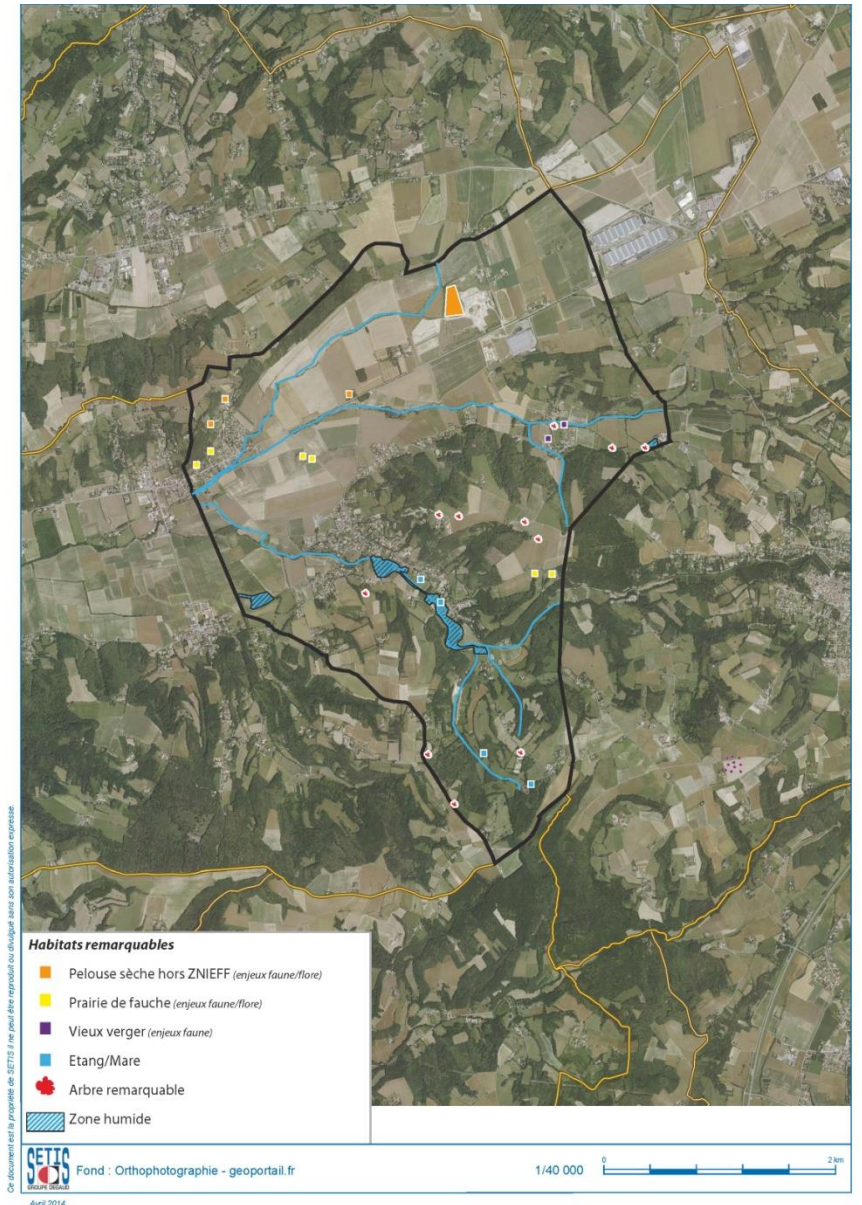 Habitats remarquables
Pelouse sèche hors ZNIEFF (enjeux faune/flore)
Prairie de fauche (enjeux faune/flore)
Vieux verger (enjeux faune)
Etang/Mare
Arbre remarquable
Zone humide
Ce document est la propriété de SETIS il ne peut être reproduit ou divulgué sans son autorisation expresse.
SETIS
GROUPE DEGAUD
Fond : Orthophotographie - geoportail.fr
1/40 000
0 2 km
Avril 2014